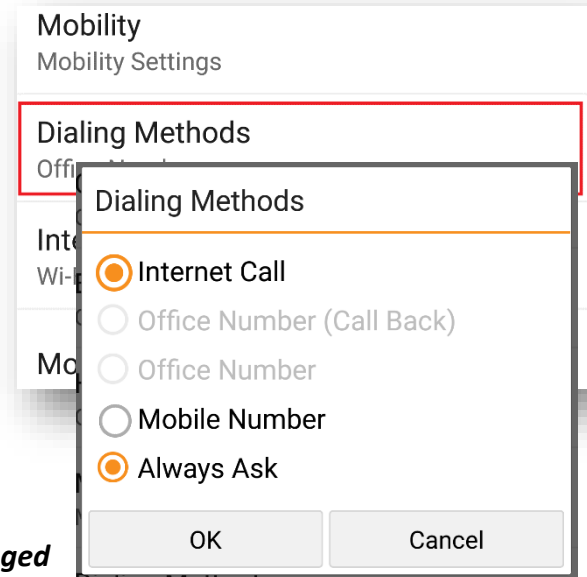 Mobility
Mobility Settings
Dialing Methods
Dialing Methods
Internet Call
Office Number (Call Back)
Office Number
Mobile Number
Always Ask
OK
Cancel
ged